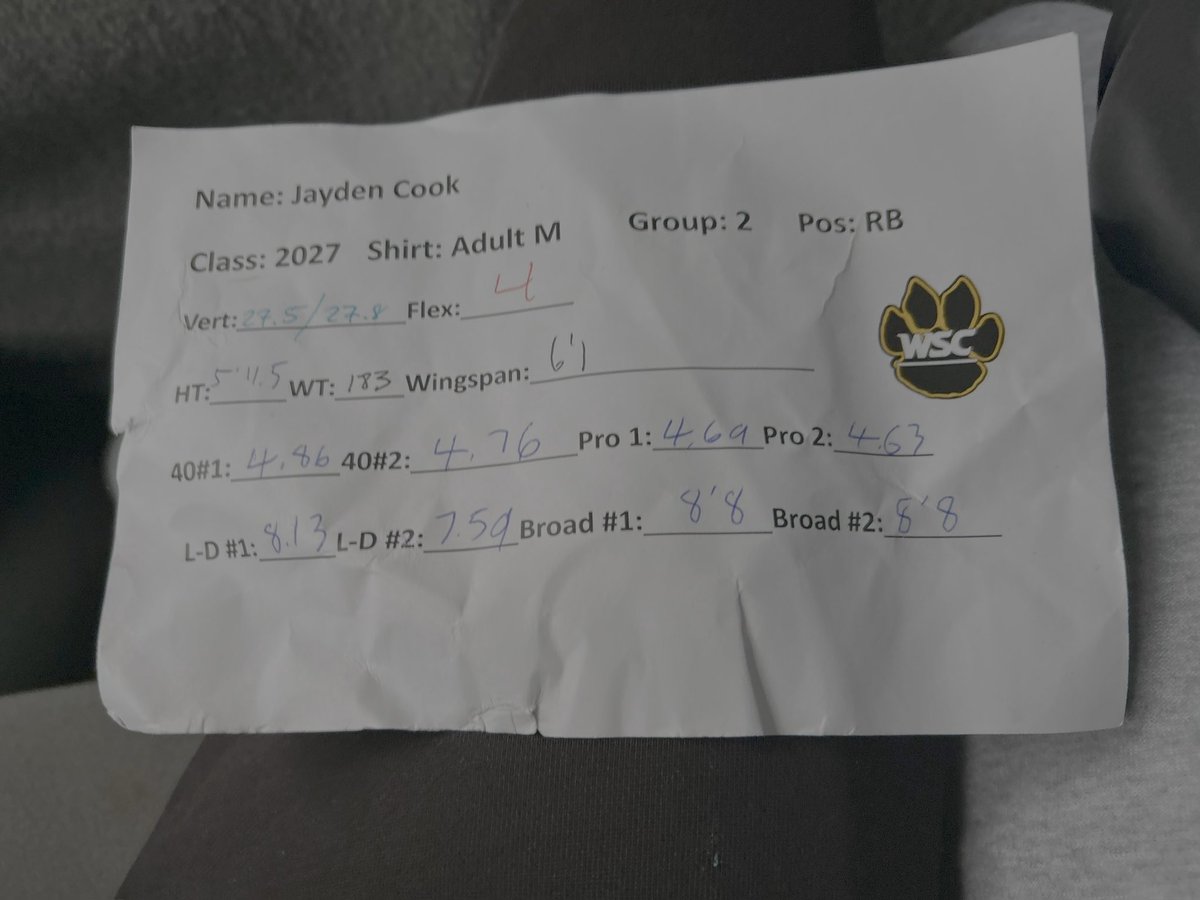 Name: Jayden Cook
Class: 2027 Shirt: Adult M Group: 2 Pos: RB
Vert: 27.5/27.8 Flex: 4
HT: 5'11.5 WT: 183 Wingspan: 6'1
WSC
40#1: 4.86 40#2: 4.76 Pro 1: 4.69 Pro 2: 4.63
L-D #1: 8.13 L-D #2: 7.59 Broad #1: 8'8 Broad #2: 8'8